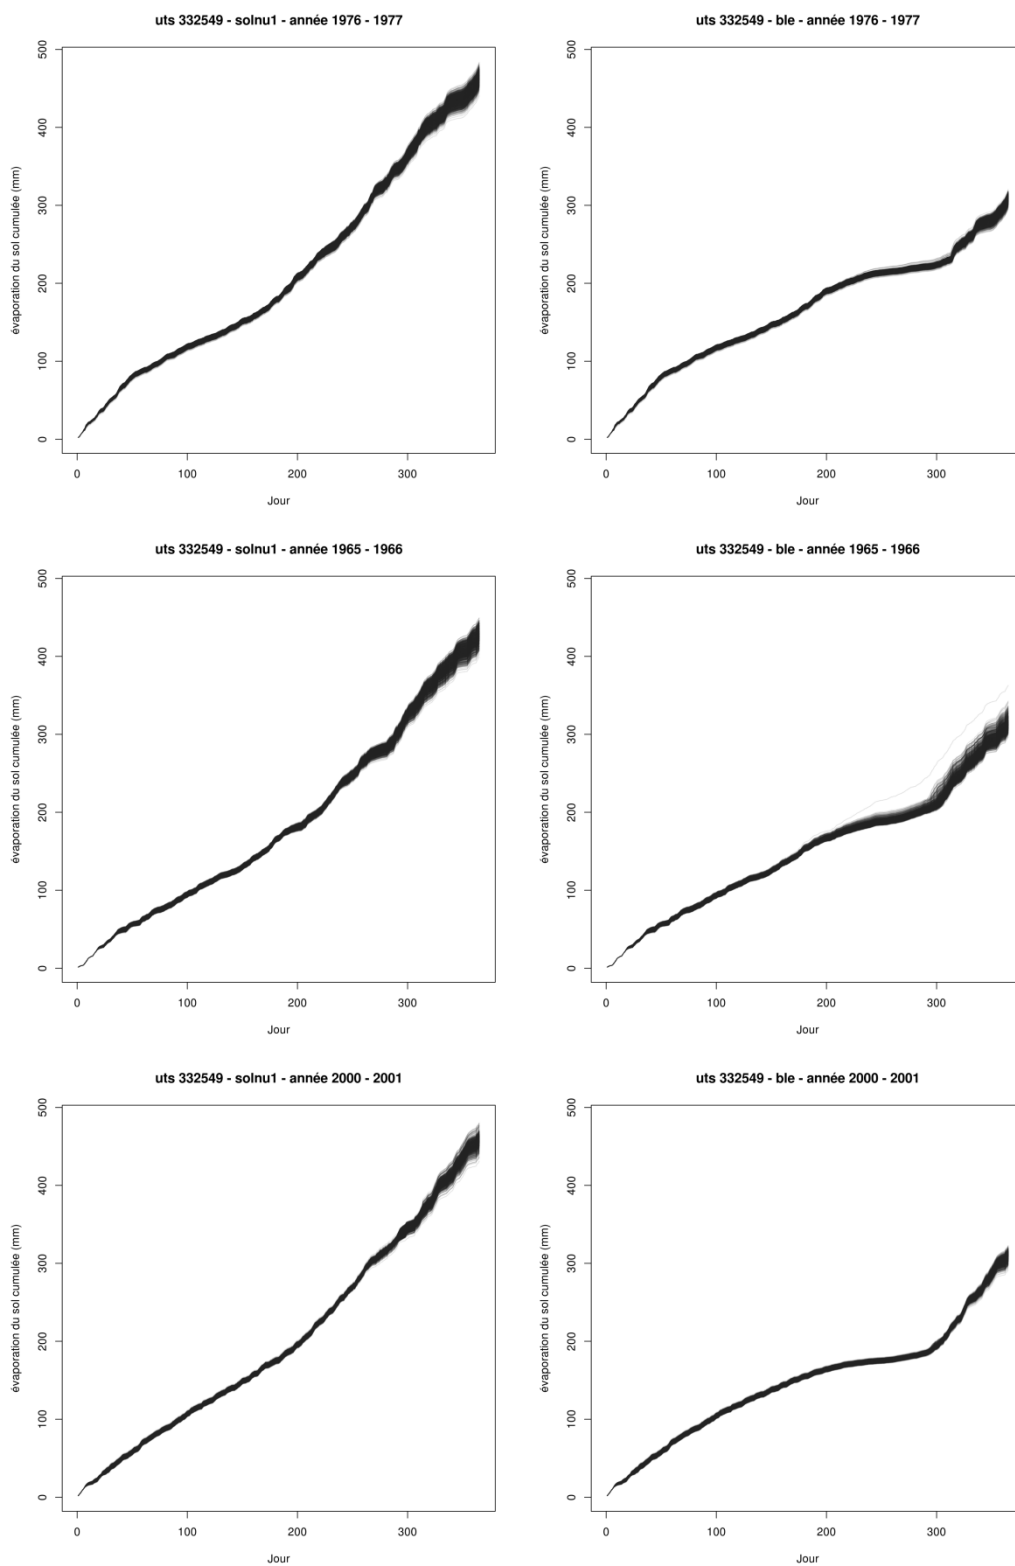 uts 332549 - solnu1 - année 1976 - 1977
évaporation du sol cumulée (mm)
500
400
300
200
100
0
0 100 200 300
Jour
uts 332549 - ble - année 1976 - 1977
évaporation du sol cumulée (mm)
500
400
300
200
100
0
0 100 200 300
Jour
uts 332549 - solnu1 - année 1965 - 1966
évaporation du sol cumulée (mm)
500
400
300
200
100
0
0 100 200 300
Jour
uts 332549 - ble - année 1965 - 1966
évaporation du sol cumulée (mm)
500
400
300
200
100
0
0 100 200 300
Jour
uts 332549 - solnu1 - année 2000 - 2001
évaporation du sol cumulée (mm)
500
400
300
200
100
0
0 100 200 300
Jour
uts 332549 - ble - année 2000 - 2001
évaporation du sol cumulée (mm)
500
400
300
200
100
0
0 100 200 300
Jour